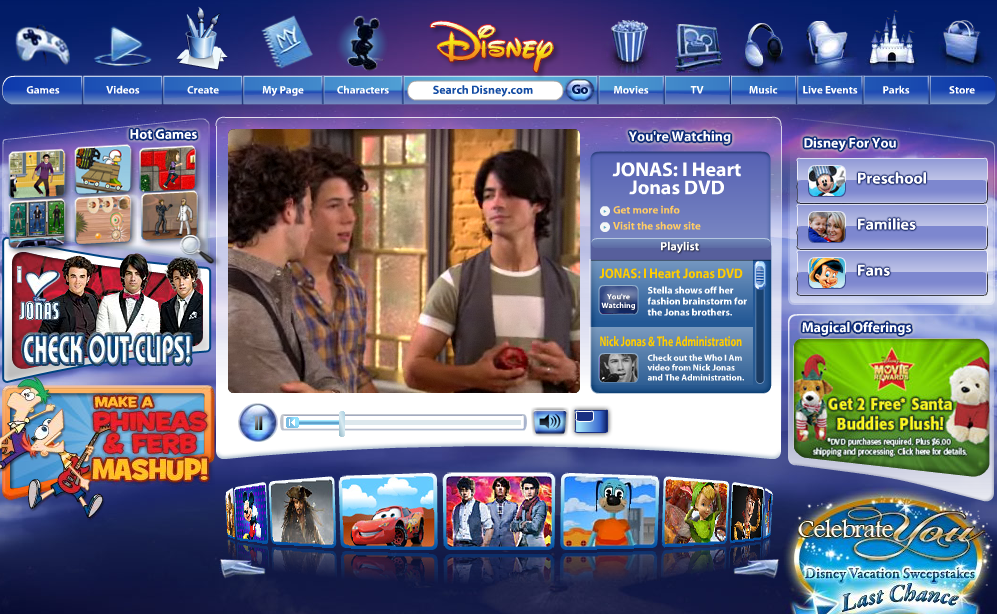 MY
DISNEY
Games
Videos
Create
My Page
Characters
Search Disney.com
Go
Movies
TV
Music
Live Events
Parks
Store
Hot Games
I
JONAS
CHECK OUT CLIPS!
MAKE A
PHINEAS
& FERB
MASHUP!
You're Watching
JONAS: I Heart
Jonas DVD
Get more info
Visit the show site
Playlist
JONAS: I Heart Jonas DVD
You're
Watching
Stella shows off her
fashion brainstorm for
the Jonas brothers.
Nick Jonas & The Administration
Check out the Who I Am
video from Nick Jonas
and The Administration.
Disney For You
Preschool
Families
Fans
Magical Offerings
MOVIE
REWARDS
Get 2 Free* Santa
Buddies Plush!
*DVD purchases required. Plus $6.00
shipping and processing. Click here for details.
Celebrate You
Disney Vacation Sweepstakes
Last Chance